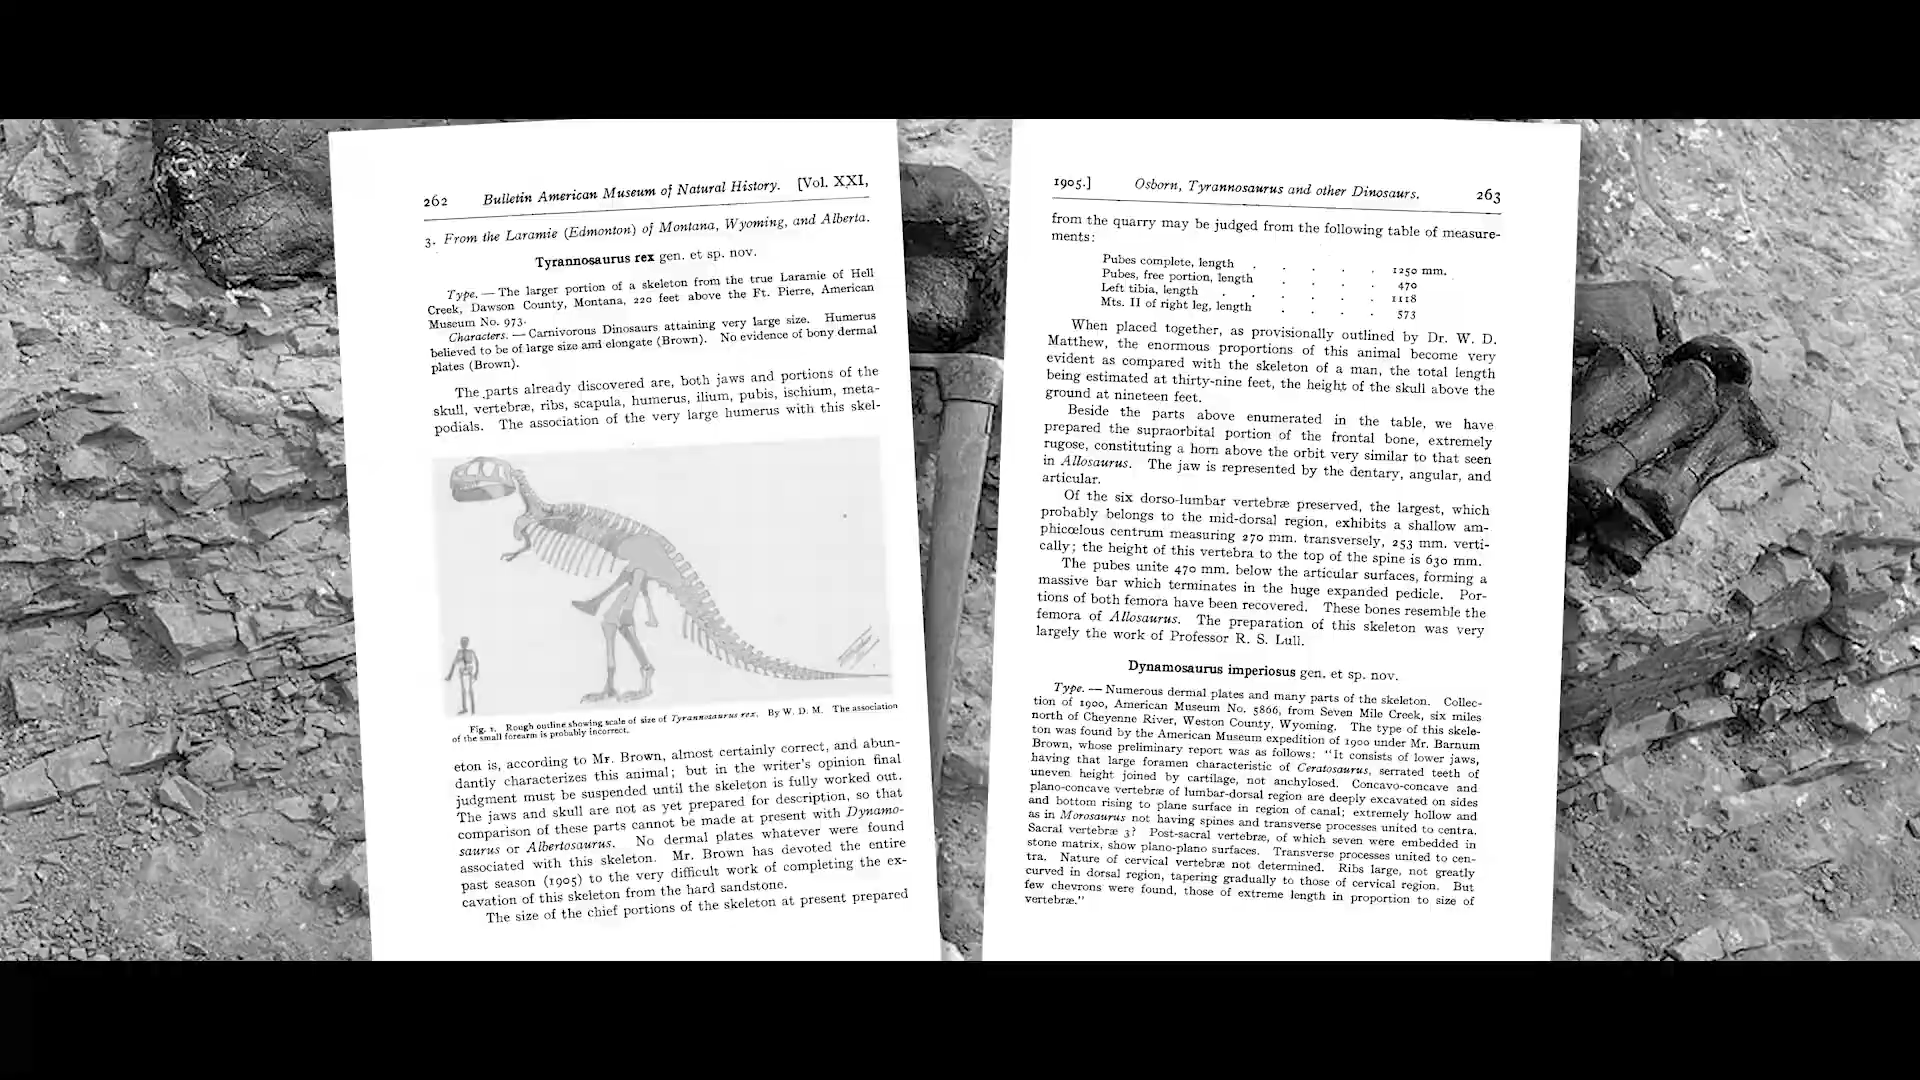 262 Bulletin American Museum of Natural History. [Vol. XXI,
3. From the Laramie (Edmonton) of Montana, Wyoming, and Alberta.
Tyrannosaurus rex gen. et sp. nov.
Type. — The larger portion of a skeleton from the true Laramie of Hell
Creek, Dawson County, Montana, 220 feet above the Ft. Pierre, American
Museum No. 973.
Characters. — Carnivorous Dinosaurs attaining very large size. Humerus
believed to be of large size and elongate (Brown). No evidence of bony dermal
plates (Brown).
The parts already discovered are, both jaws and portions of the
skull, vertebræ, ribs, scapula, humerus, ilium, pubis, ischium, meta-
podials. The association of the very large humerus with this skel-
Fig. 1. Rough outline showing scale of size of Tyrannosaurus rex. By W. D. M. The association
of the small forearm is probably incorrect.
eton is, according to Mr. Brown, almost certainly correct, and abun-
dantly characterizes this animal; but in the writer's opinion final
judgment must be suspended until the skeleton is fully worked out.
The jaws and skull are not as yet prepared for description, so that
comparison of these parts cannot be made at present with Dynamo-
saurus or Albertosaurus. No dermal plates whatever were found
associated with this skeleton. Mr. Brown has devoted the entire
past season (1905) to the very difficult work of completing the ex-
cavation of this skeleton from the hard sandstone.
The size of the chief portions of the skeleton at present prepared
1905.] Osborn, Tyrannosaurus and other Dinosaurs. 263
from the quarry may be judged from the following table of measure-
ments:
Pubes complete, length . . . . 1250 mm.
Pubes, free portion, length . . . . 470
Left tibia, length . . . . . 1118
Mts. II of right leg, length . . . . 573
When placed together, as provisionally outlined by Dr. W. D.
Matthew, the enormous proportions of this animal become very
evident as compared with the skeleton of a man, the total length
being estimated at thirty-nine feet, the height of the skull above the
ground at nineteen feet.
Beside the parts above enumerated in the table, we have
prepared the supraorbital portion of the frontal bone, extremely
rugose, constituting a horn above the orbit very similar to that seen
in Allosaurus. The jaw is represented by the dentary, angular, and
articular.
Of the six dorso-lumbar vertebræ preserved, the largest, which
probably belongs to the mid-dorsal region, exhibits a shallow am-
phicœlous centrum measuring 270 mm. transversely, 253 mm. verti-
cally; the height of this vertebra to the top of the spine is 630 mm.
The pubes unite 470 mm. below the articular surfaces, forming a
massive bar which terminates in the huge expanded pedicle. Por-
tions of both femora have been recovered. These bones resemble the
femora of Allosaurus. The preparation of this skeleton was very
largely the work of Professor R. S. Lull.
Dynamosaurus imperiosus gen. et sp. nov.
Type. — Numerous dermal plates and many parts of the skeleton. Collec-
tion of 1900, American Museum No. 5866, from Seven Mile Creek, six miles
north of Cheyenne River, Weston County, Wyoming. The type of this skele-
ton was found by the American Museum expedition of 1900 under Mr. Barnum
Brown, whose preliminary report was as follows: "It consists of lower jaws,
having that large foramen characteristic of Ceratosaurus, serrated teeth of
uneven height joined by cartilage, not anchylosed. Concavo-concave and
plano-concave vertebræ of lumbar-dorsal region are deeply excavated on sides
and bottom rising to plane surface in region of canal; extremely hollow and
as in Morosaurus not having spines and transverse processes united to centra.
Sacral vertebræ 3? Post-sacral vertebræ, of which seven were embedded in
stone matrix, show plano-plano surfaces. Transverse processes united to cen-
tra. Nature of cervical vertebræ not determined. Ribs large, not greatly
curved in dorsal region, tapering gradually to those of cervical region. But
few chevrons were found, those of extreme length in proportion to size of
vertebræ."